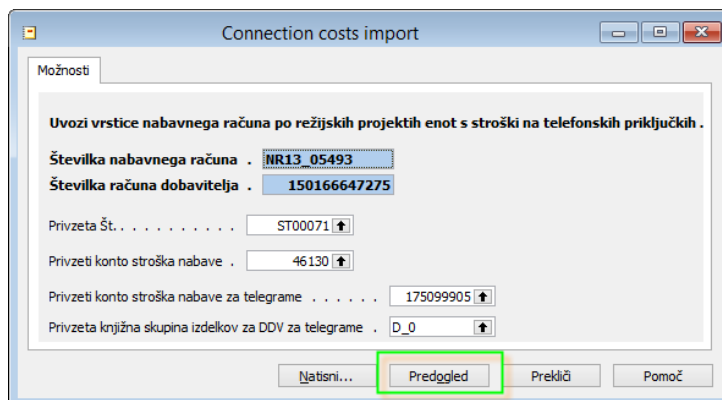 Connection costs import
Možnosti
Uvozi vrstice nabavnega računa po režijskih projektih enot s stroški na telefonskih priključkih .
Številka nabavnega računa . NR13_05493
Številka računa dobavitelja . 150166647275
Privzeta Št. . . . . . . . . . . ST00071
Privzeti konto stroška nabave . 46130
Privzeti konto stroška nabave za telegrame . . . . . . 175099905
Privzeta knjižna skupina izdelkov za DDV za telegrame . D_0
Natisni... Predogled Prekliči Pomoč